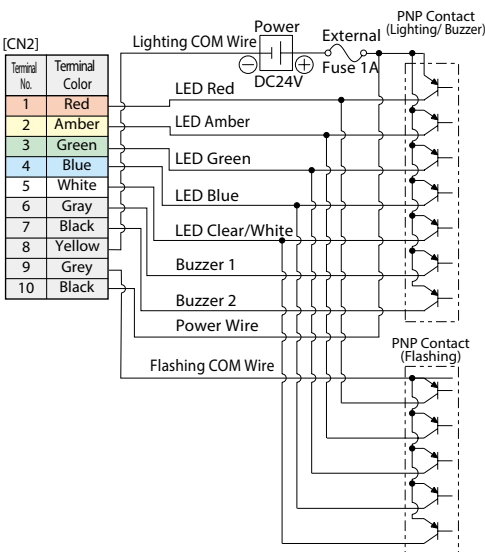 PNP Contact
(Lighting/ Buzzer)
Power
External
Fuse 1A
DC24V
Lighting COM Wire
[CN2]
Terminal No.
Terminal Color
1 Red
2 Amber
3 Green
4 Blue
5 White
6 Gray
7 Black
8 Yellow
9 Grey
10 Black
LED Red
LED Amber
LED Green
LED Blue
LED Clear/White
Buzzer 1
Buzzer 2
Power Wire
Flashing COM Wire
PNP Contact
(Flashing)